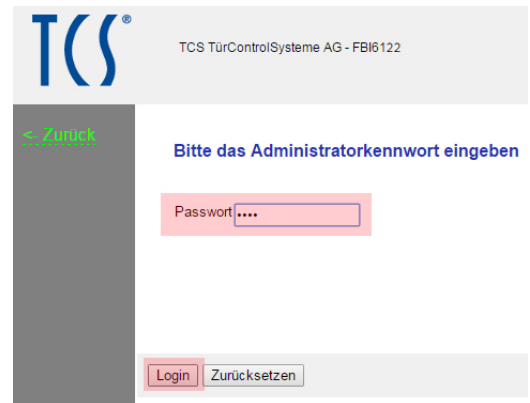 TCS®
TCS TürControlSysteme AG - FBI6122
<- Zurück
Bitte das Administratorkennwort eingeben
Passwort ••••
Login Zurücksetzen